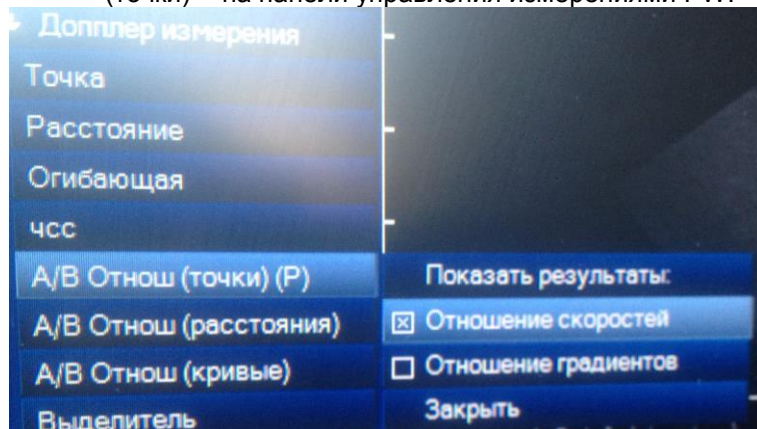 Допплер измерения
Точка
Расстояние
Огибающая
чсс
А/В Отнош (точки) (Р)
А/В Отнош (расстояния)
А/В Отнош (кривые)
Выделитель
Показать результаты:
Отношение скоростей
Отношение градиентов
Закрыть